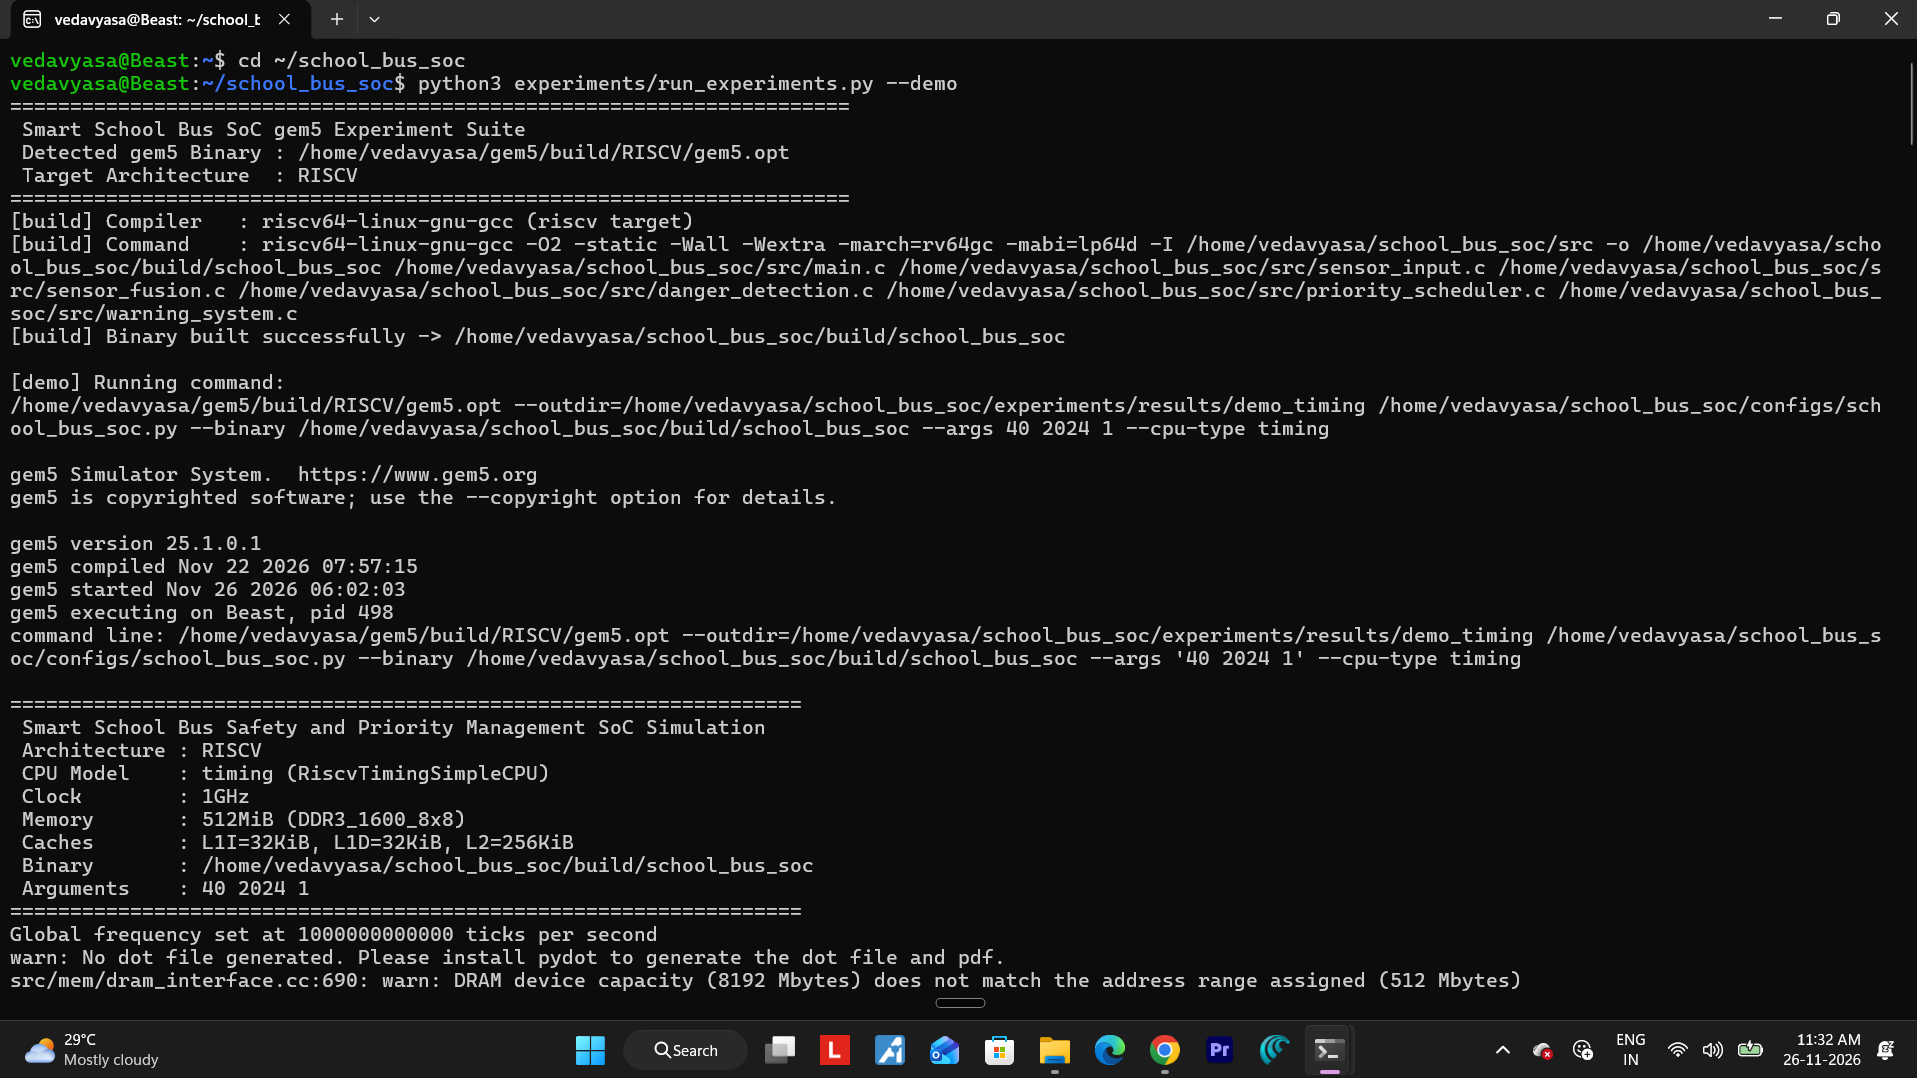 vedavyasa@Beast: ~/school_b
vedavyasa@Beast:~$ cd ~/school_bus_soc
vedavyasa@Beast:~/school_bus_soc$ python3 experiments/run_experiments.py --demo
======================================================================
Smart School Bus SoC gem5 Experiment Suite
Detected gem5 Binary : /home/vedavyasa/gem5/build/RISCV/gem5.opt
Target Architecture  : RISCV
======================================================================
[build] Compiler   : riscv64-linux-gnu-gcc (riscv target)
[build] Command    : riscv64-linux-gnu-gcc -O2 -static -Wall -Wextra -march=rv64gc -mabi=lp64d -I /home/vedavyasa/school_bus_soc/src -o /home/vedavyasa/scho
ol_bus_soc/build/school_bus_soc /home/vedavyasa/school_bus_soc/src/main.c /home/vedavyasa/school_bus_soc/src/sensor_input.c /home/vedavyasa/school_bus_soc/s
rc/sensor_fusion.c /home/vedavyasa/school_bus_soc/src/danger_detection.c /home/vedavyasa/school_bus_soc/src/priority_scheduler.c /home/vedavyasa/school_bus_
soc/src/warning_system.c
[build] Binary built successfully -> /home/vedavyasa/school_bus_soc/build/school_bus_soc
[demo] Running command:
/home/vedavyasa/gem5/build/RISCV/gem5.opt --outdir=/home/vedavyasa/school_bus_soc/experiments/results/demo_timing /home/vedavyasa/school_bus_soc/configs/sch
ool_bus_soc.py --binary /home/vedavyasa/school_bus_soc/build/school_bus_soc --args 40 2024 1 --cpu-type timing
gem5 Simulator System.  https://www.gem5.org
gem5 is copyrighted software; use the --copyright option for details.
gem5 version 25.1.0.1
gem5 compiled Nov 22 2026 07:57:15
gem5 started Nov 26 2026 06:02:03
gem5 executing on Beast, pid 498
command line: /home/vedavyasa/gem5/build/RISCV/gem5.opt --outdir=/home/vedavyasa/school_bus_soc/experiments/results/demo_timing /home/vedavyasa/school_bus_s
oc/configs/school_bus_soc.py --binary /home/vedavyasa/school_bus_soc/build/school_bus_soc --args '40 2024 1' --cpu-type timing
==================================================================
Smart School Bus Safety and Priority Management SoC Simulation
Architecture : RISCV
CPU Model    : timing (RiscvTimingSimpleCPU)
Clock        : 1GHz
Memory       : 512MiB (DDR3_1600_8x8)
Caches       : L1I=32KiB, L1D=32KiB, L2=256KiB
Binary       : /home/vedavyasa/school_bus_soc/build/school_bus_soc
Arguments    : 40 2024 1
==================================================================
Global frequency set at 1000000000000 ticks per second
warn: No dot file generated. Please install pydot to generate the dot file and pdf.
src/mem/dram_interface.cc:690: warn: DRAM device capacity (8192 Mbytes) does not match the address range assigned (512 Mbytes)
29°C
Mostly cloudy
Search
L
Pr
ENG
IN
11:32 AM
26-11-2026